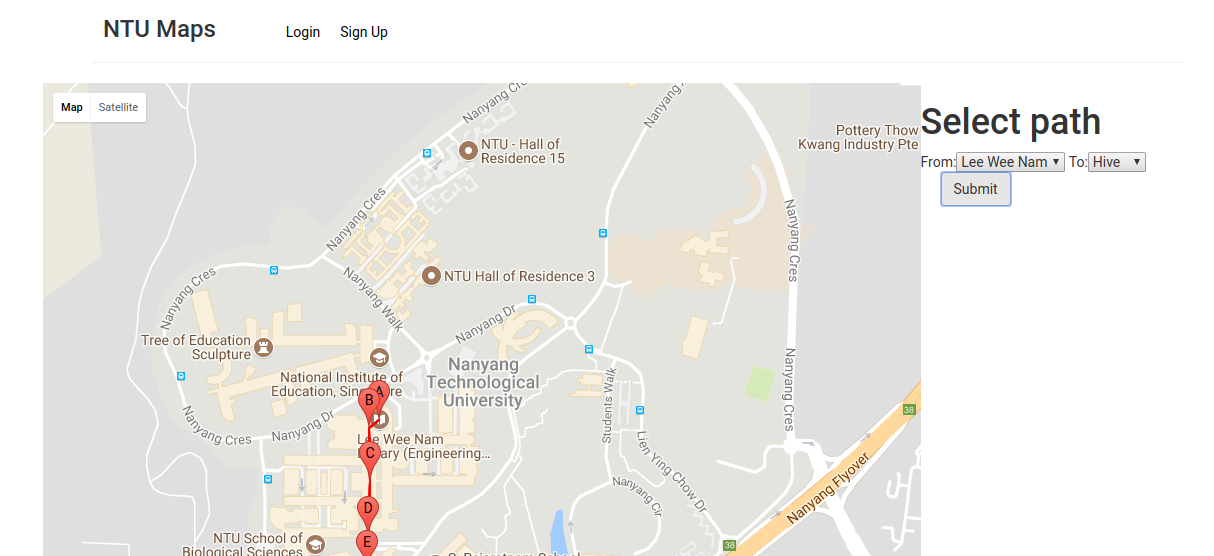 NTU Maps
Login
Sign Up
Map
Satellite
Nanyang Cres
Nanyang
Pottery Thow
Kwang Industry Pte
Select path
From:
Lee Wee Nam
To:
Hive
Submit
NTU - Hall of
Residence 15
Nanyang Cres
Nanyang Cres
NTU Hall of Residence 3
Nanyang Cres
Nanyang Walk
Nanyang Dr
Tree of Education
Sculpture
Nanyang
Technological
University
National Institute of
Education, Sin
re
A
B
Nanyang Cres
Students Walk
Nanyang Cres
Nanyang Dr
38
Lee Wee Nam
ary (Engineering...
C
Lien Ying Chow Dr
Nanyang Flyover
Nanyang Cir
D
NTU School of
Biological Sciences
E
38